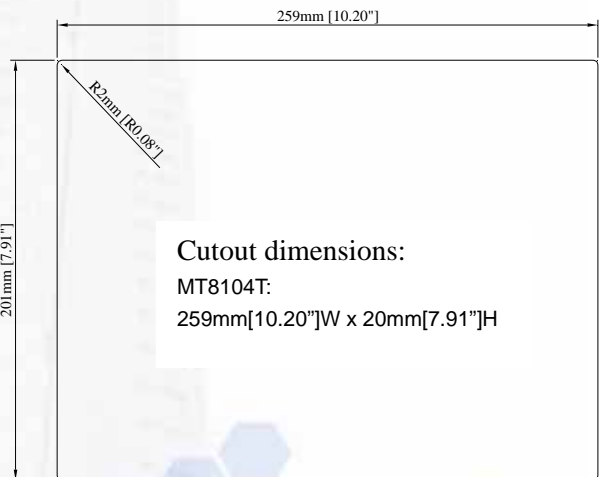 259mm [10.20"]
R2mm [R0.08"]
201mm [7.91"]
Cutout dimensions:
MT8104T:
259mm[10.20”]W x 20mm[7.91”]H